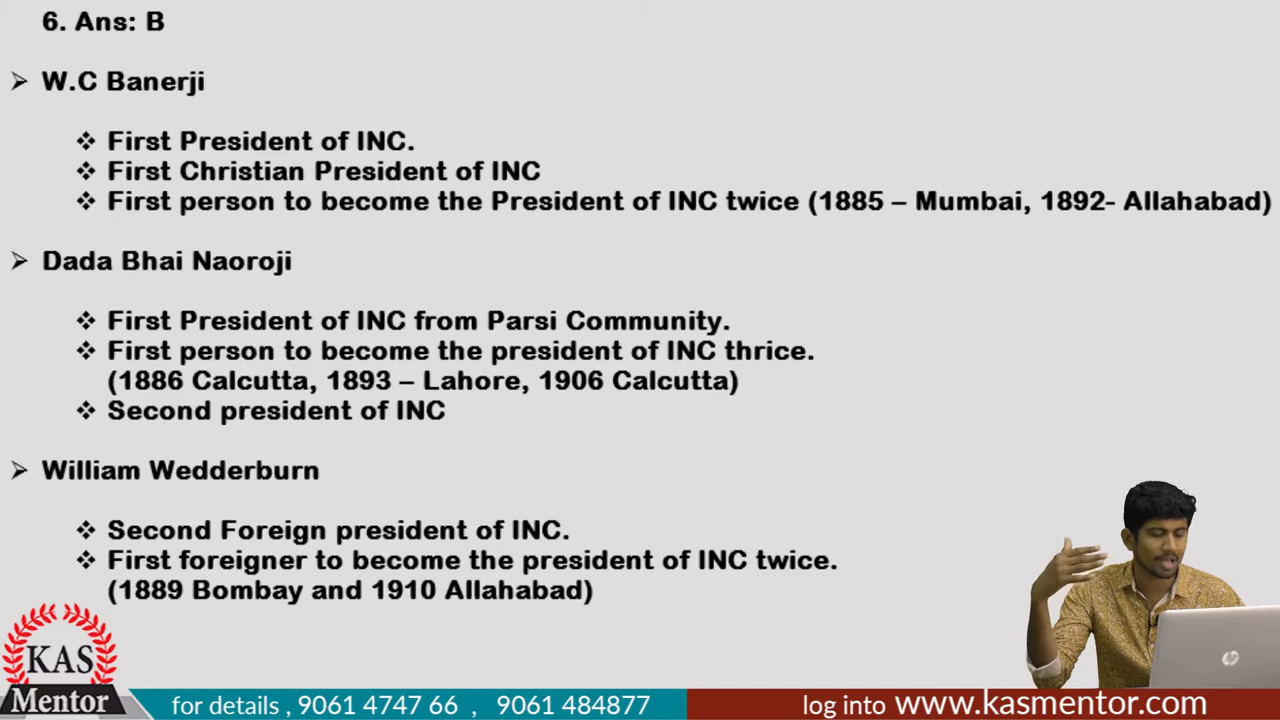 6. Ans: B
W.C Banerji
First President of INC.
First Christian President of INC
First person to become the President of INC twice (1885 – Mumbai, 1892- Allahabad)
Dada Bhai Naoroji
First President of INC from Parsi Community.
First person to become the president of INC thrice.
(1886 Calcutta, 1893 – Lahore, 1906 Calcutta)
Second president of INC
William Wedderburn
Second Foreign president of INC.
First foreigner to become the president of INC twice.
(1889 Bombay and 1910 Allahabad)
KAS
Mentor
for details , 9061 4747 66 , 9061 484877
log into www.kasmentor.com
hp